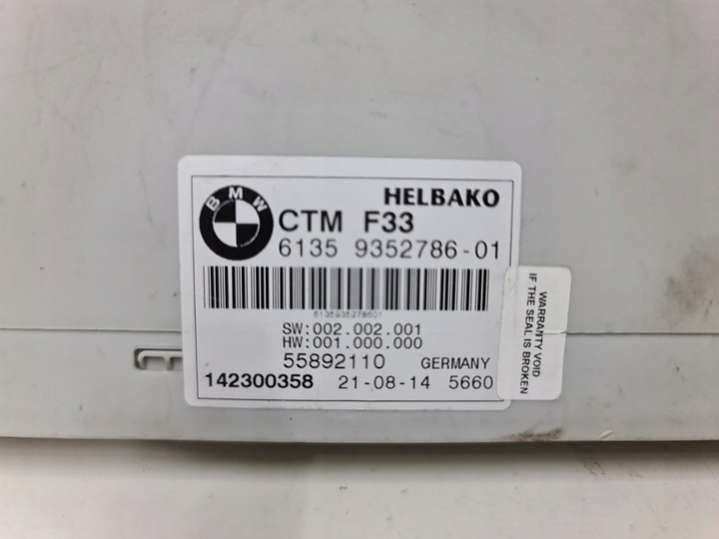 HELBAKO
BMW
CTM F33
6135 9352786-01
6135935278601
SW:002.002.001
HW:001.000.000
55892110 GERMANY
142300358 21-08-14 5660
WARRANTY VOID
IF THE SEAL IS BROKEN